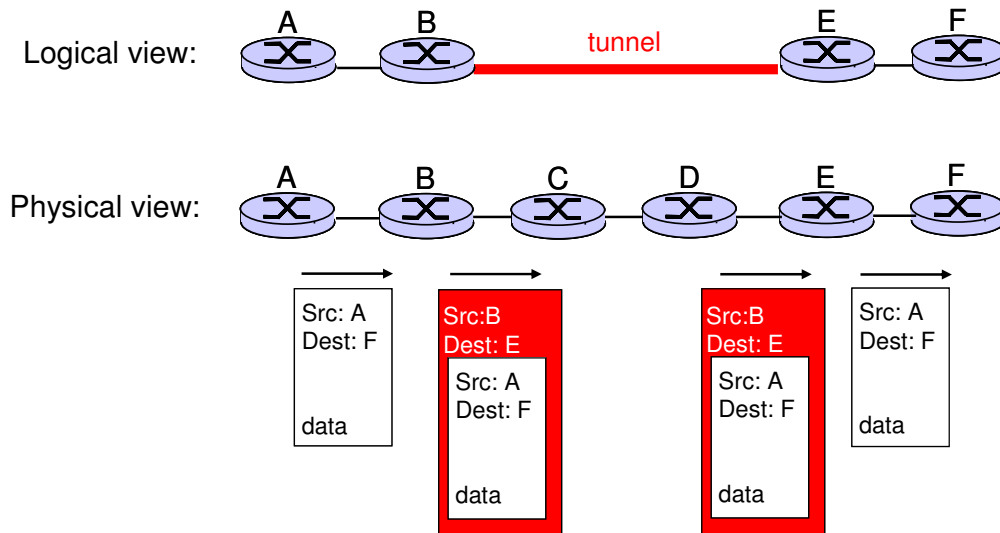 A B E F
Logical view: tunnel
A B C D E F
Physical view:
Src: A
Dest: F
data
Src:B
Dest: E
Src: A
Dest: F
data
Src:B
Dest: E
Src: A
Dest: F
data
Src: A
Dest: F
data